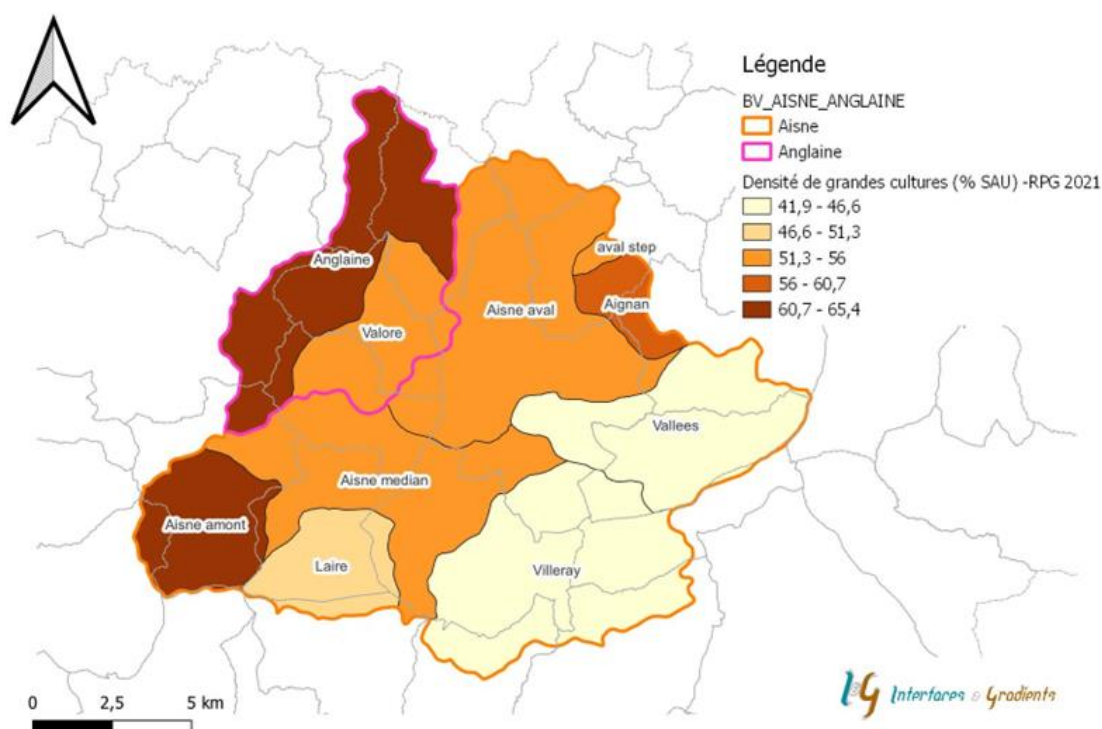 Légende
BV_AISNE_ANGLAINE
Aisne
Anglaine
Densité de grandes cultures (% SAU) -RPG 2021
41,9 - 46,6
46,6 - 51,3
51,3 - 56
56 - 60,7
60,7 - 65,4
Anglaine
aval step
Aignan
Aisne aval
Valore
Vallees
Aisne median
Aisne amont
Laire
Villeray
0 2,5 5 km
I&G Interfaces & Gradients